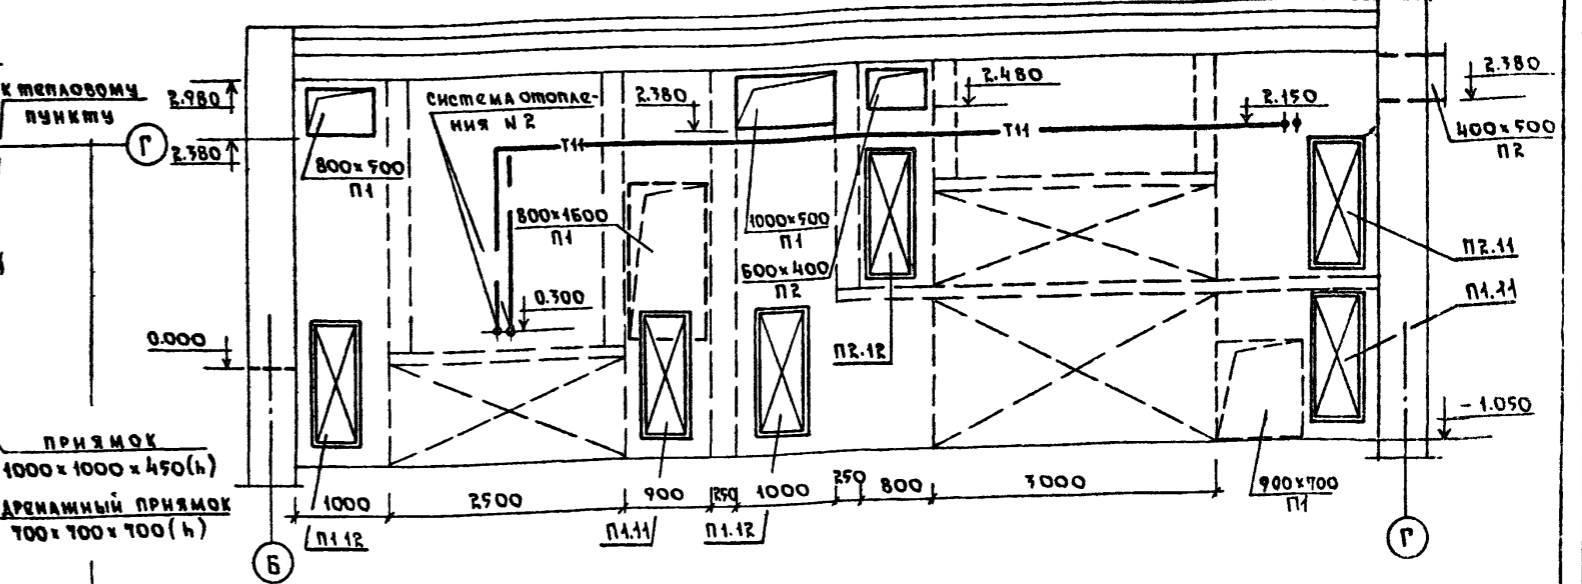 К ТЕПЛОВОМУ
ПУНКТУ
2.980
Г
2.380
800×500
П1
СИСТЕМА ОТОПЛЕ-
НИЯ N2
Т11
2.380
2.480
Т11
2.150
2.380
400×500
П2
800×1600
П1
1000×500
П1
600×400
П2
0.300
П2.11
П1.11
0.000
П2.12
-1.050
ПРИЯМОК
1000×1000×450(h)
ДРЕНАЖНЫЙ ПРИЯМОК
700×700×700(h)
1000
2500
900
250
1000
250
800
3000
900×700
П1
П1.12
П1.11
П1.12
Б
Г